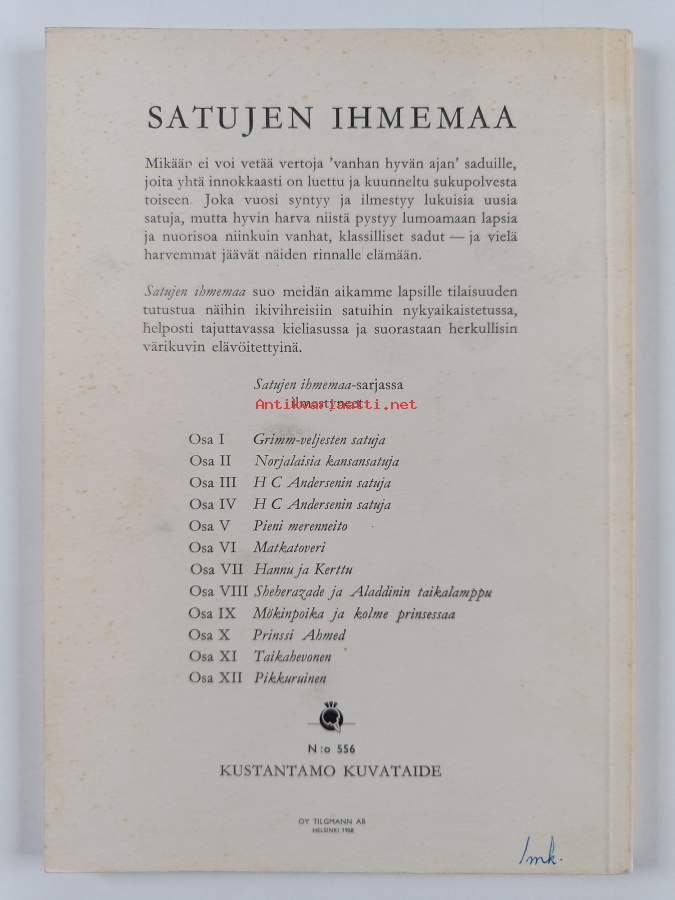 SATUJEN IHMEMAA
Mikään ei voi vetää vertoja 'vanhan hyvän ajan' saduille,
joita yhtä innokkaasti on luettu ja kuunneltu sukupolvesta
toiseen. Joka vuosi syntyy ja ilmestyy lukuisia uusia
satuja, mutta hyvin harva niistä pystyy lumoamaan lapsia
ja nuorisoa niinkuin vanhat, klassilliset sadut — ja vielä
harvemmat jäävät näiden rinnalle elämään.
Satujen ihmemaa suo meidän aikamme lapsille tilaisuuden
tutustua näihin ikivihreisiin satuihin nykyaikaistetussa,
helposti tajuttavassa kieliasussa ja suorastaan herkullisin
värikuvin elävöitettyinä.
Satujen ihmemaa-sarjassa
ilmestyneet
Antikvariaatti.net
Osa I Grimm-veljesten satuja
Osa II Norjalaisia kansansatuja
Osa III H C Andersenin satuja
Osa IV H C Andersenin satuja
Osa V Pieni merenneito
Osa VI Matkatoveri
Osa VII Hannu ja Kerttu
Osa VIII Sheherazade ja Aladdinin taikalamppu
Osa IX Mökinpoika ja kolme prinsessaa
Osa X Prinssi Ahmed
Osa XI Taikahevonen
Osa XII Pikkuruinen
N:o 556
KUSTANTAMO KUVATAIDE
OY TILGMANN AB
HELSINKI 1958
1mk.